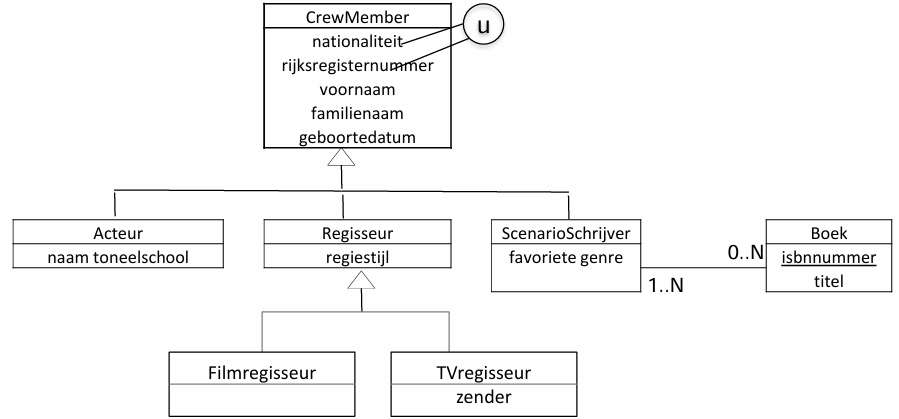 CrewMember
u
nationaliteit
rijksregisternummer
voornaam
familienaam
geboortedatum
Acteur
naam toneelschool
Regisseur
regiestijl
ScenarioSchrijver
favoriete genre
1..N
0..N
Boek
isbnnummer
titel
Filmregisseur
TVregisseur
zender